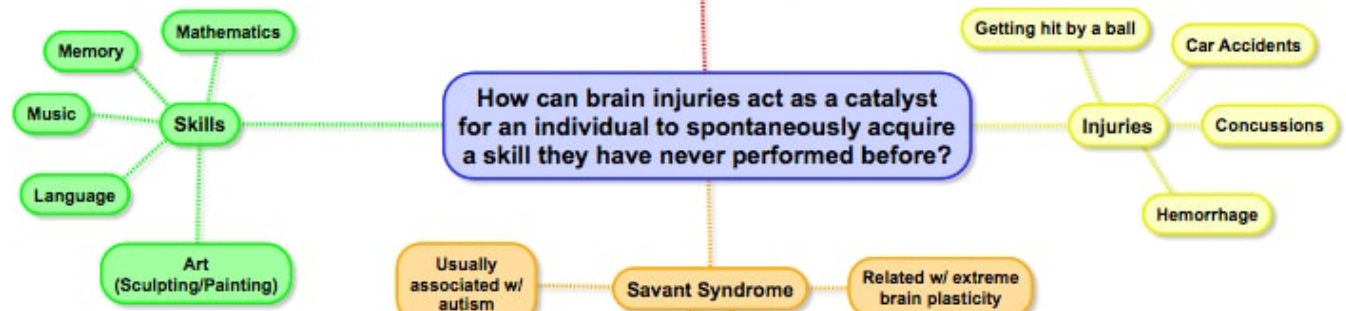 Mathematics
Memory
Music
Skills
Language
Art
(Sculpting/Painting)
How can brain injuries act as a catalyst
for an individual to spontaneously acquire
a skill they have never performed before?
Getting hit by a ball
Car Accidents
Injuries
Concussions
Hemorrhage
Usually
associated w/
autism
Savant Syndrome
Related w/ extreme
brain plasticity